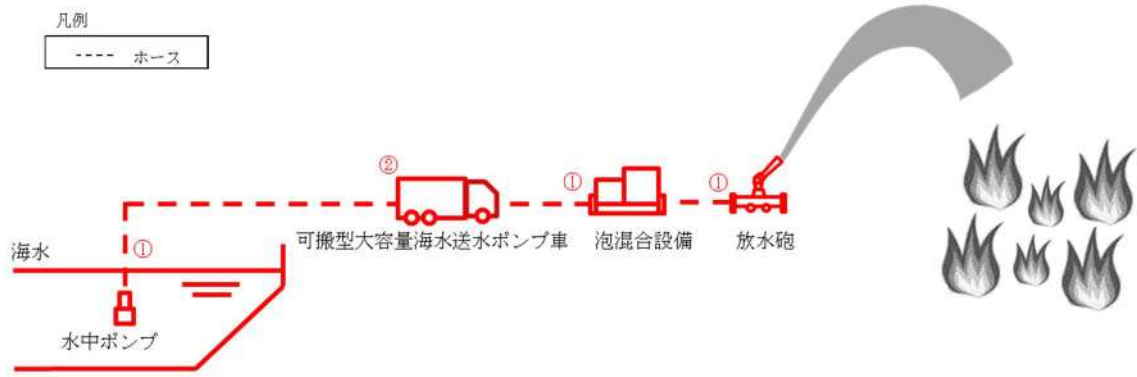 凡例
---- ホース
②
①
①
可搬型大容量海水送水ポンプ車
泡混合設備
放水砲
海水
①
水中ポンプ